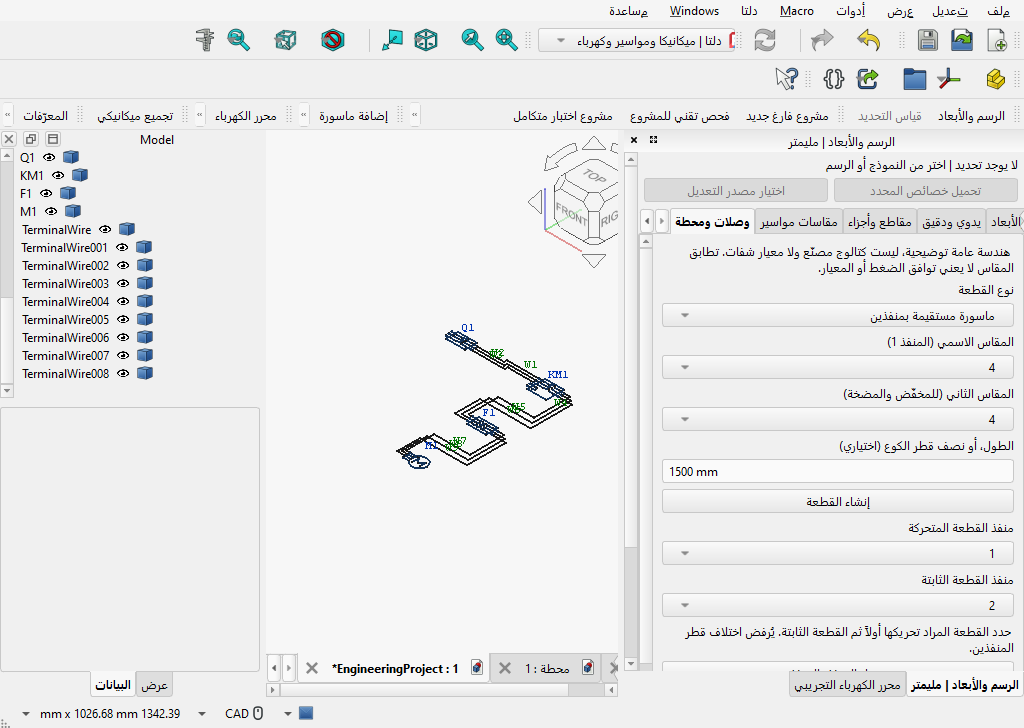 ملف تعديل عرض أدوات Macro دلتا Windows مساعدة
دلتا | ميكانيكا ومواسير وكهرباء
الرسم والأبعاد قياس التحديد مشروع فارغ جديد فحص تقني للمشروع مشروع اختبار متكامل
إضافة ماسورة
محرر الكهرباء
تجميع ميكانيكي
المعرّفات
Model
Q1
KM1
F1
M1
TerminalWire
TerminalWire001
TerminalWire002
TerminalWire003
TerminalWire004
TerminalWire005
TerminalWire006
TerminalWire007
TerminalWire008
عرض البيانات
TOP
FRONT
RIG
Q1
W1
KM1
F1
*EngineeringProject : 1
محطة : 1
الرسم والأبعاد | مليمتر
لا يوجد تحديد | اختر من النموذج أو الرسم
تحميل خصائص المحدد
اختيار مصدر التعديل
الأبعاد يدوي ودقيق مقاطع وأجزاء مقاسات مواسير وصلات ومحطة
هندسة عامة توضيحية، ليست كتالوج مصنّع ولا معيار شفات. تطابق
المقاس لا يعني توافق الضغط أو المعيار.
نوع القطعة
ماسورة مستقيمة بمنفذين
المقاس الاسمي (المنفذ 1)
4
المقاس الثاني (للمخفّض والمضخة)
4
الطول، أو نصف قطر الكوع (اختياري)
1500 mm
إنشاء القطعة
منفذ القطعة المتحركة
1
منفذ القطعة الثابتة
2
حدد القطعة المراد تحريكها أولاً ثم القطعة الثابتة. يُرفض اختلاف قطر
المنفذين.
الرسم والأبعاد | مليمتر
محرر الكهرباء التجريبي
mm x 1026.68 mm 1342.39
CAD